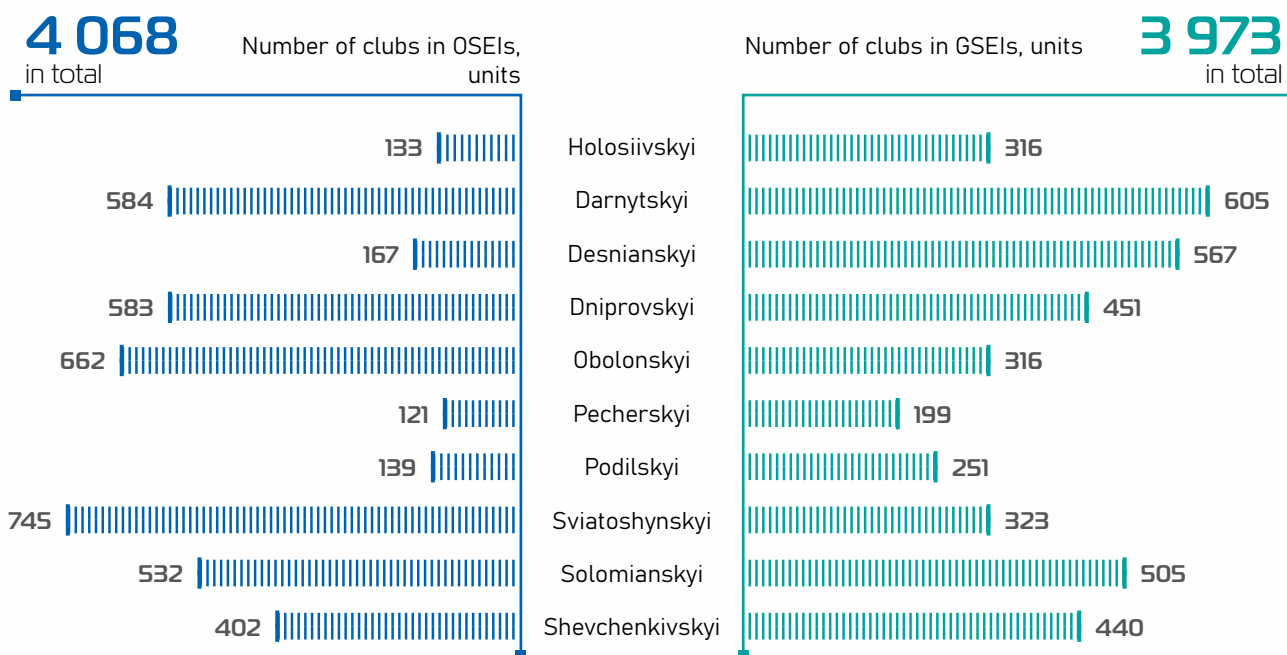 4 068
in total
Number of clubs in OSEIs,
units
Number of clubs in GSEIs, units
3 973
in total
133 Holosiivskyi 316
584 Darnytskyi 605
167 Desnianskyi 567
583 Dniprovskyi 451
662 Obolonskyi 316
121 Pecherskyi 199
139 Podilskyi 251
745 Sviatoshynskyi 323
532 Solomianskyi 505
402 Shevchenkivskyi 440